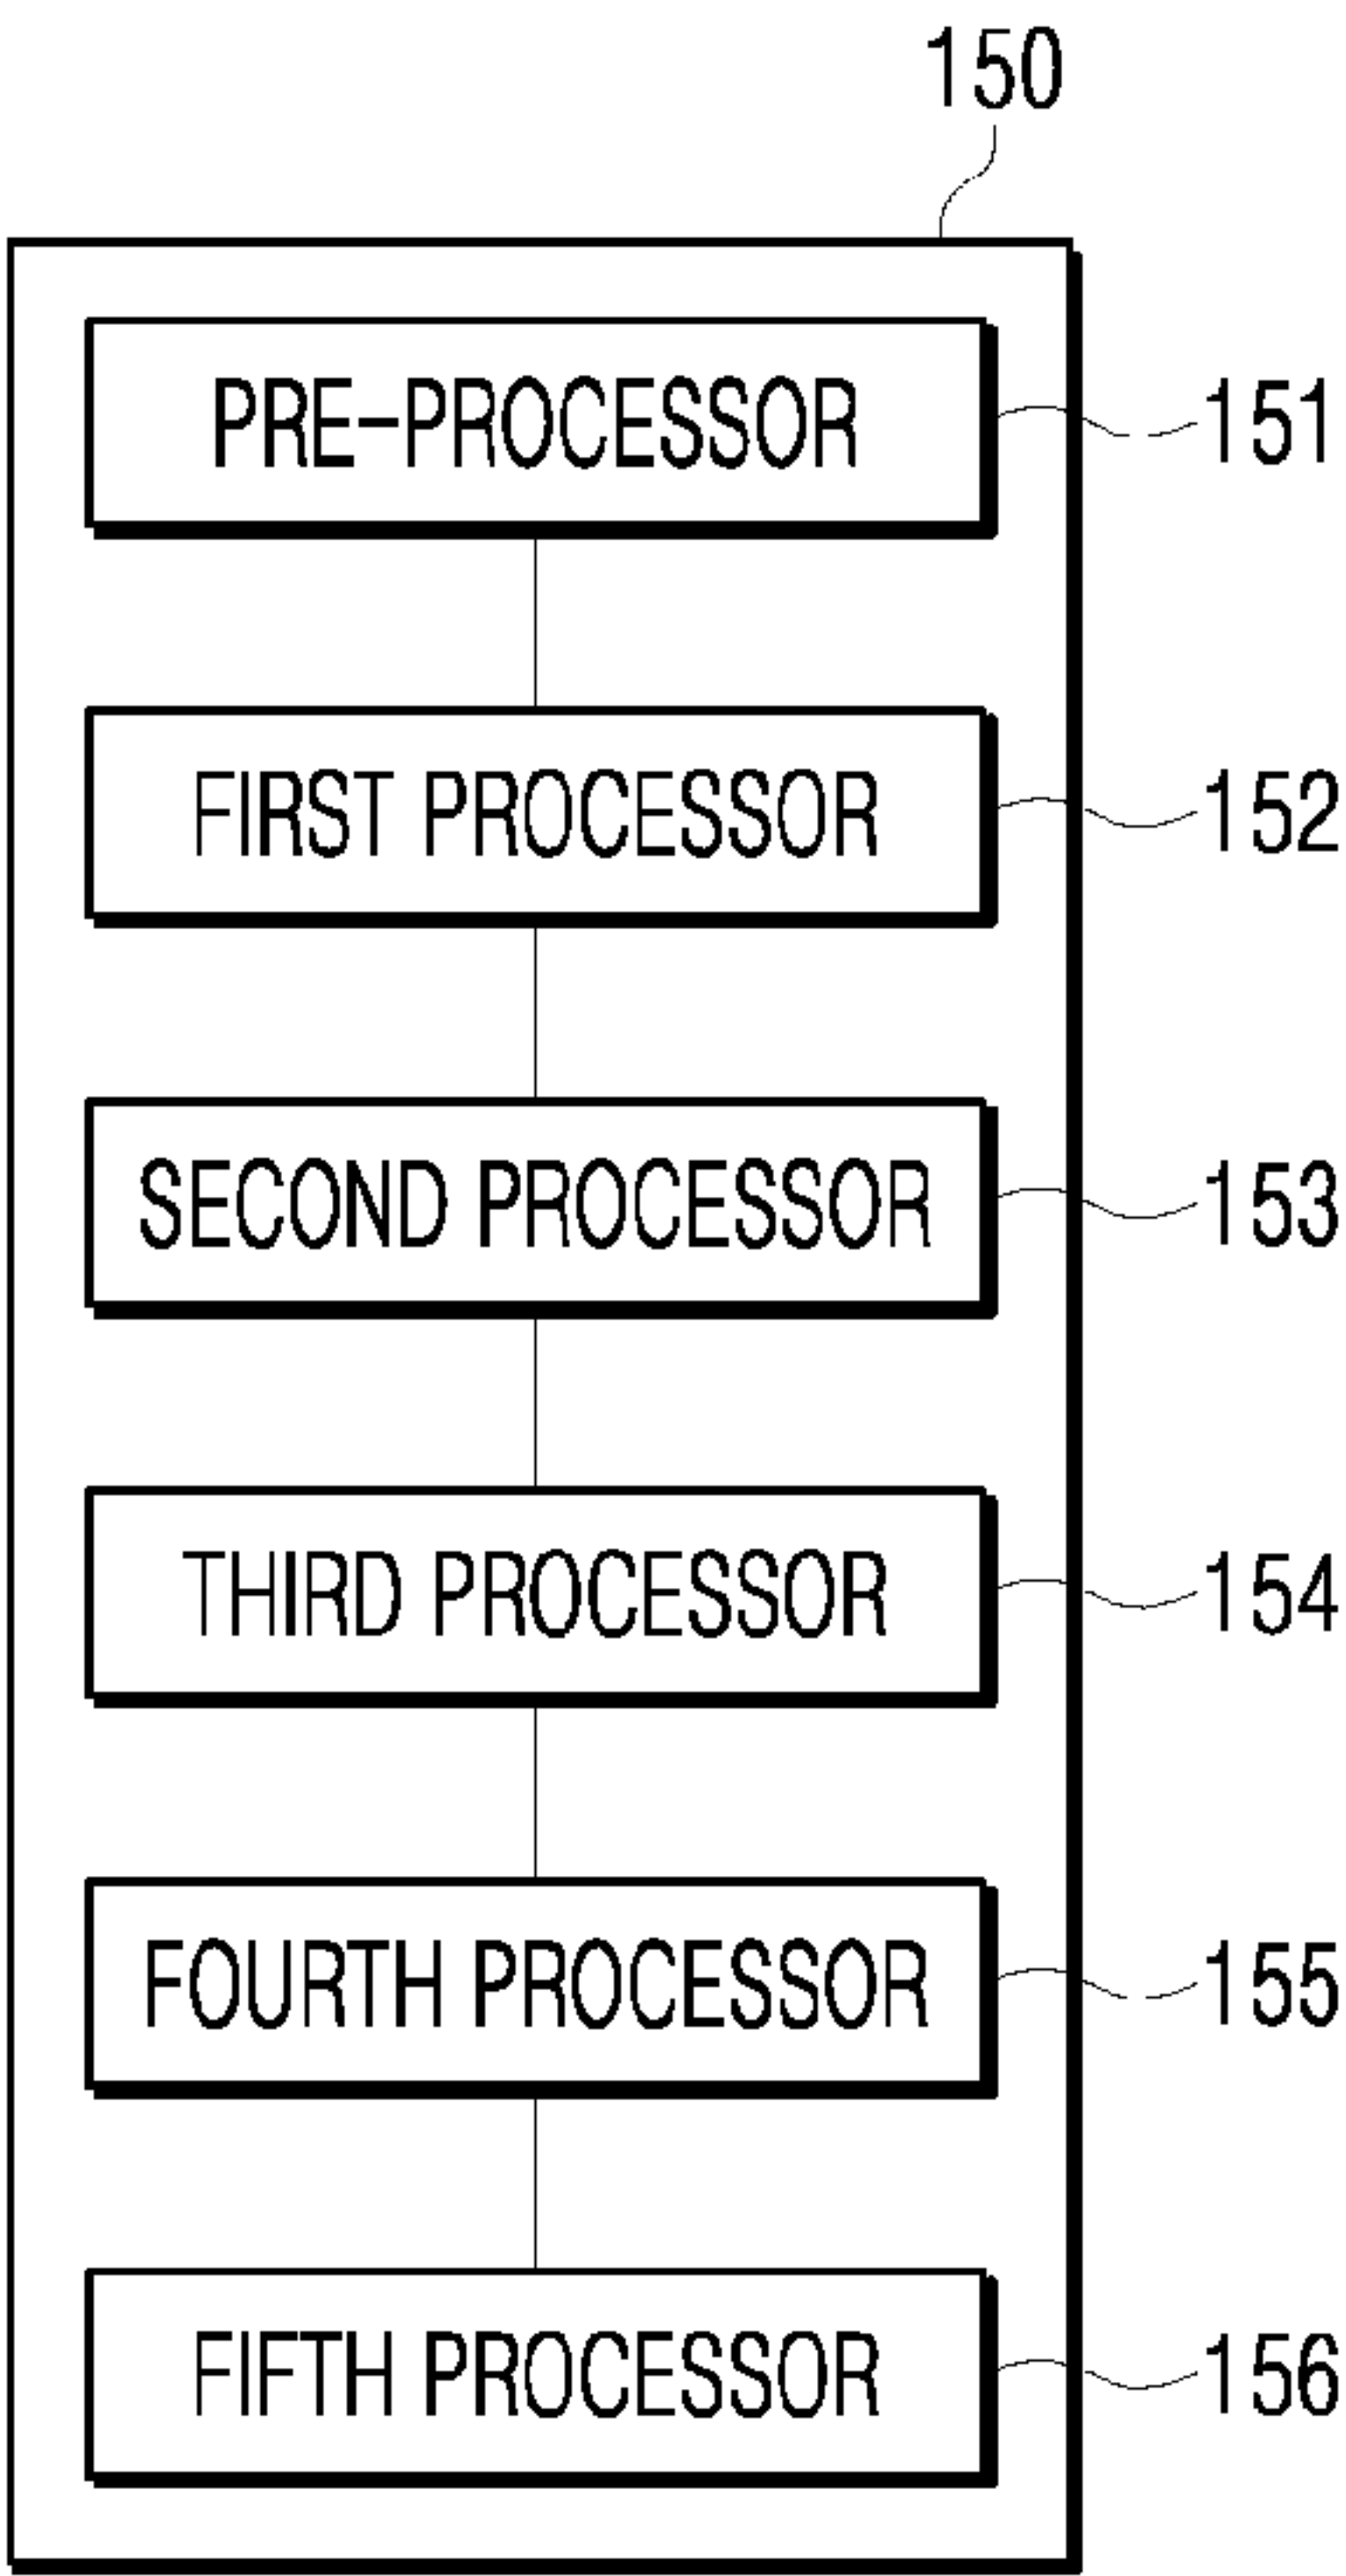 150
PRE-PROCESSOR 151
FIRST PROCESSOR 152
SECOND PROCESSOR 153
THIRD PROCESSOR 154
FOURTH PROCESSOR 155
FIFTH PROCESSOR 156